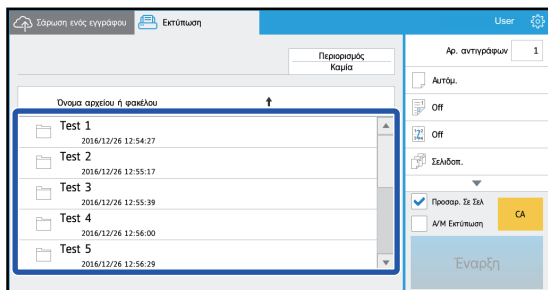 Σάρωση ενός εγγράφου
Εκτύπωση
User
Περιορισμός
Καμία
Όνομα αρχείου ή φακέλου
Test 1
2016/12/26 12:54:27
Test 2
2016/12/26 12:55:17
Test 3
2016/12/26 12:55:39
Test 4
2016/12/26 12:56:00
Test 5
2016/12/26 12:56:29
Αρ. αντιγράφων 1
Αυτόμ.
Off
Off
Σελιδοπ.
Προσαρ. Σε Σελ
Α/Μ Εκτύπωση
CA
Έναρξη